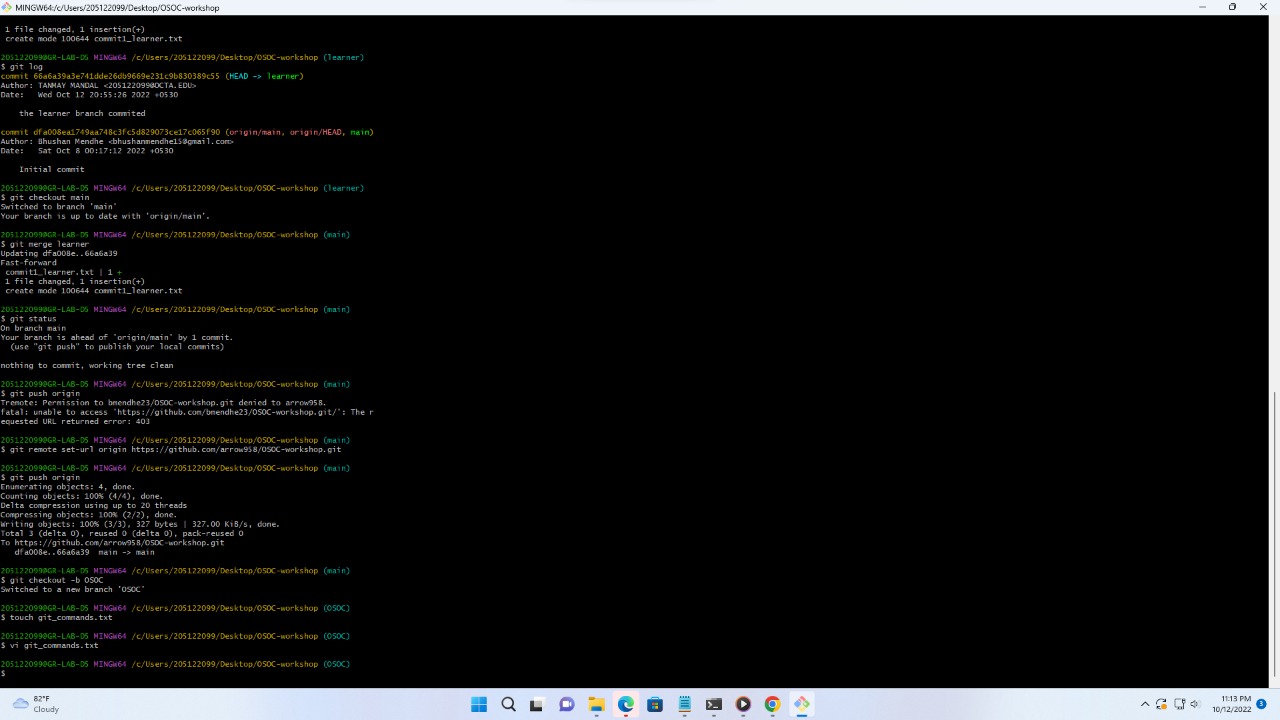 MINGW64:/c/Users/205122099/Desktop/OSOC-workshop
1 file changed, 1 insertion(+)
create mode 100644 commit1_learner.txt
205122099@GR-LAB-D5 MINGW64 /c/Users/205122099/Desktop/OSOC-workshop (learner)
$ git log
commit 66a6a39a3e741dde26db9669e231c9b830389c55 (HEAD -> learner)
Author: TANMAY MANDAL <205122099@OCTA.EDU>
Date:   Wed Oct 12 20:55:26 2022 +0530
the learner branch commited
commit dfa008ea1749aa748c3fc5d829073ce17c065f90 (origin/main, origin/HEAD, main)
Author: Bhushan Mendhe <bhushanmendhe15@gmail.com>
Date:   Sat Oct 8 00:17:12 2022 +0530
Initial commit
205122099@GR-LAB-D5 MINGW64 /c/Users/205122099/Desktop/OSOC-workshop (learner)
$ git checkout main
Switched to branch 'main'
Your branch is up to date with 'origin/main'.
205122099@GR-LAB-D5 MINGW64 /c/Users/205122099/Desktop/OSOC-workshop (main)
$ git merge learner
Updating dfa008e..66a6a39
Fast-forward
commit1_learner.txt | 1 +
1 file changed, 1 insertion(+)
create mode 100644 commit1_learner.txt
205122099@GR-LAB-D5 MINGW64 /c/Users/205122099/Desktop/OSOC-workshop (main)
$ git status
On branch main
Your branch is ahead of 'origin/main' by 1 commit.
(use "git push" to publish your local commits)
nothing to commit, working tree clean
205122099@GR-LAB-D5 MINGW64 /c/Users/205122099/Desktop/OSOC-workshop (main)
$ git push origin
Tremote: Permission to bmendhe23/OSOC-workshop.git denied to arrow958.
fatal: unable to access 'https://github.com/bmendhe23/OSOC-workshop.git/': The r
equested URL returned error: 403
205122099@GR-LAB-D5 MINGW64 /c/Users/205122099/Desktop/OSOC-workshop (main)
$ git remote set-url origin https://github.com/arrow958/OSOC-workshop.git
205122099@GR-LAB-D5 MINGW64 /c/Users/205122099/Desktop/OSOC-workshop (main)
$ git push origin
Enumerating objects: 4, done.
Counting objects: 100% (4/4), done.
Delta compression using up to 20 threads
Compressing objects: 100% (2/2), done.
Writing objects: 100% (3/3), 327 bytes | 327.00 KiB/s, done.
Total 3 (delta 0), reused 0 (delta 0), pack-reused 0
To https://github.com/arrow958/OSOC-workshop.git
dfa008e..66a6a39  main -> main
205122099@GR-LAB-D5 MINGW64 /c/Users/205122099/Desktop/OSOC-workshop (main)
$ git checkout -b OSOC
Switched to a new branch 'OSOC'
205122099@GR-LAB-D5 MINGW64 /c/Users/205122099/Desktop/OSOC-workshop (OSOC)
$ touch git_commands.txt
205122099@GR-LAB-D5 MINGW64 /c/Users/205122099/Desktop/OSOC-workshop (OSOC)
$ vi git_commands.txt
205122099@GR-LAB-D5 MINGW64 /c/Users/205122099/Desktop/OSOC-workshop (OSOC)
$
82°F
Cloudy
11:13 PM
10/12/2022
3